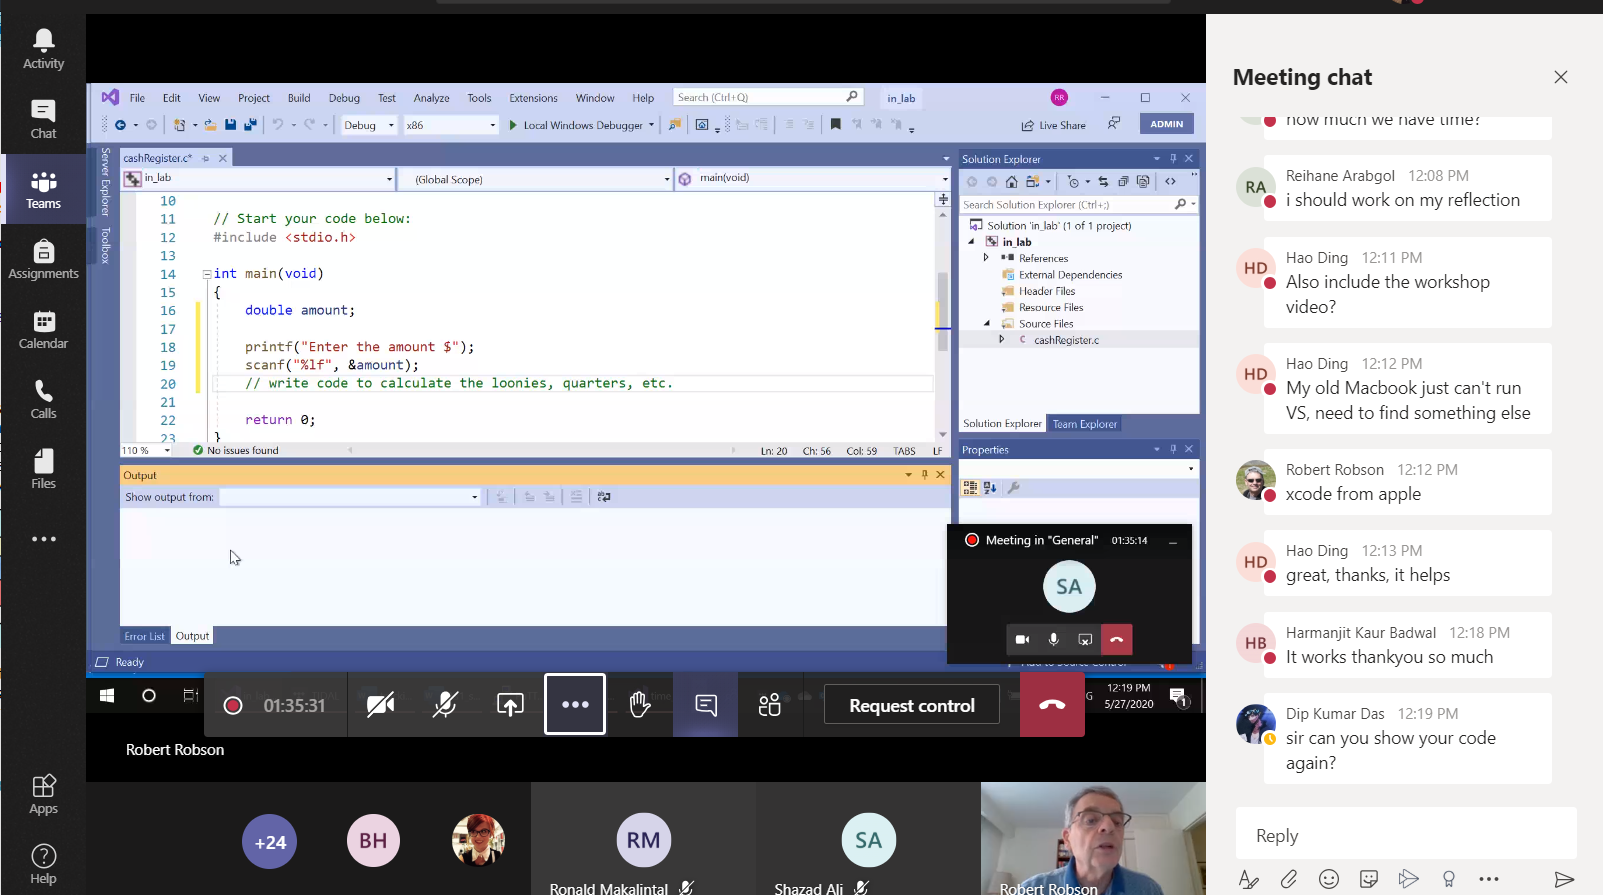 Activity
Chat
Teams
Assignments
Calendar
Calls
Files
Apps
Help
File Edit View Project Build Debug Test Analyze Tools Extensions Window Help Search (Ctrl+Q) in_lab RR
Debug x86 Local Windows Debugger Live Share ADMIN
Server Explorer
Toolbox
cashRegister.c*
in_lab (Global Scope) main(void)
10
11 // Start your code below:
12 #include <stdio.h>
13
14 int main(void)
15 {
16 double amount;
17
18 printf("Enter the amount $");
19 scanf("%lf", &amount);
20 // write code to calculate the loonies, quarters, etc.
21
22 return 0;
23 }
110 % No issues found Ln: 20 Ch: 56 Col: 59 TABS LF
Output
Show output from:
Error List Output
Ready
Solution Explorer
Search Solution Explorer (Ctrl+;)
Solution 'in_lab' (1 of 1 project)
in_lab
References
External Dependencies
Header Files
Resource Files
Source Files
C cashRegister.c
Solution Explorer Team Explorer
Properties
Meeting in "General" 01:35:14
SA
12:19 PM
5/27/2020
1
01:35:31
Request control
Robert Robson
+24
BH
RM
Ronald Makalintal
SA
Shazad Ali
Robert Robson
Meeting chat
how much we have time?
RA
Reihane Arabgol 12:08 PM
i should work on my reflection
HD
Hao Ding 12:11 PM
Also include the workshop
video?
HD
Hao Ding 12:12 PM
My old Macbook just can't run
VS, need to find something else
Robert Robson 12:12 PM
xcode from apple
HD
Hao Ding 12:13 PM
great, thanks, it helps
HB
Harmanjit Kaur Badwal 12:18 PM
It works thankyou so much
Dip Kumar Das 12:19 PM
sir can you show your code
again?
Reply